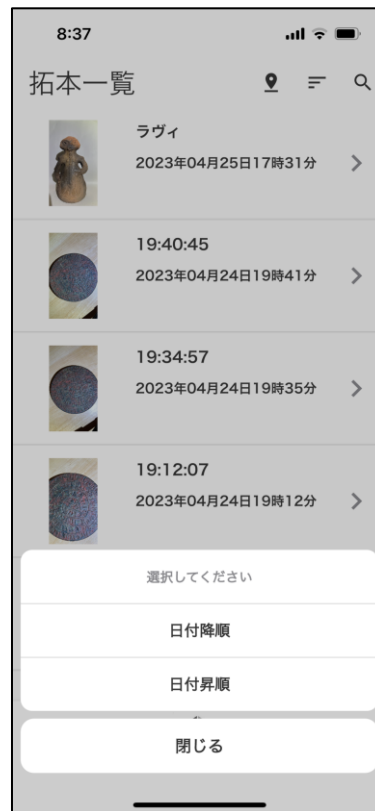 8:37
拓本一覧
ラヴィ
2023年04月25日17時31分
19:40:45
2023年04月24日19時41分
19:34:57
2023年04月24日19時35分
19:12:07
2023年04月24日19時12分
選択してください
日付降順
日付昇順
閉じる